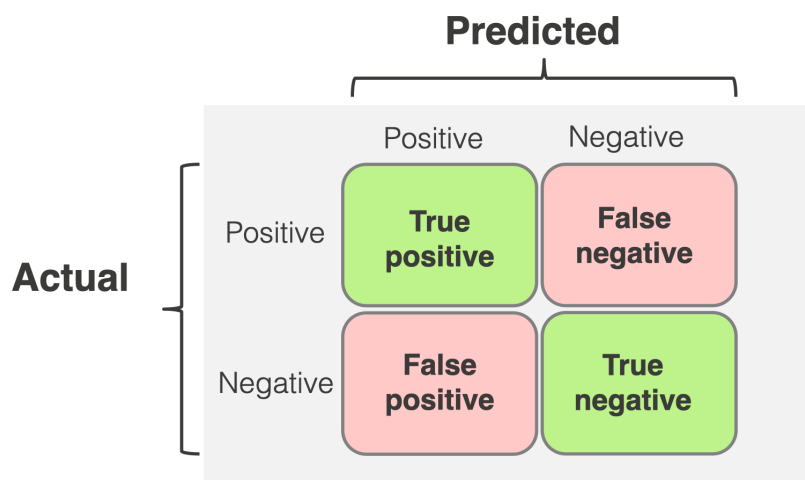 Predicted
Positive Negative
Positive
True
positive
False
negative
Actual
Negative
False
positive
True
negative